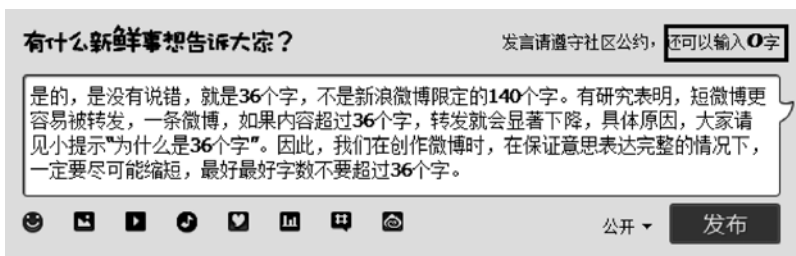 有什么新鲜事想告诉大家?
发言请遵守社区公约，还可以输入0字
是的，是没有说错，就是36个字，不是新浪微博限定的140个字。有研究表明，短微博更
容易被转发，一条微博，如果内容超过36个字，转发就会显著下降，具体原因，大家请
见小提示“为什么是36个字”。因此，我们在创作微博时，在保证意思表达完整的情况下，
一定要尽可能缩短，最好最好字数不要超过36个字。
公开
发布